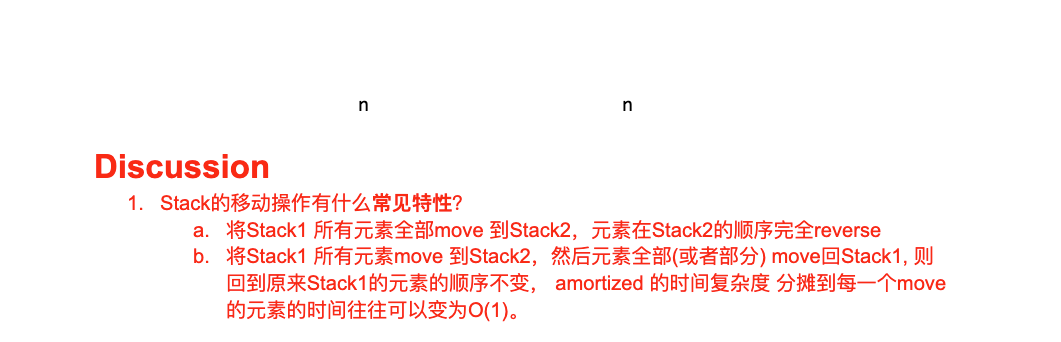 n n
Discussion
1. Stack的移动操作有什么常见特性?
a. 将Stack1 所有元素全部move 到Stack2，元素在Stack2的顺序完全reverse
b. 将Stack1 所有元素move 到Stack2，然后元素全部(或者部分) move回Stack1, 则
回到原来Stack1的元素的顺序不变， amortized 的时间复杂度 分摊到每一个move
的元素的时间往往可以变为O(1)。